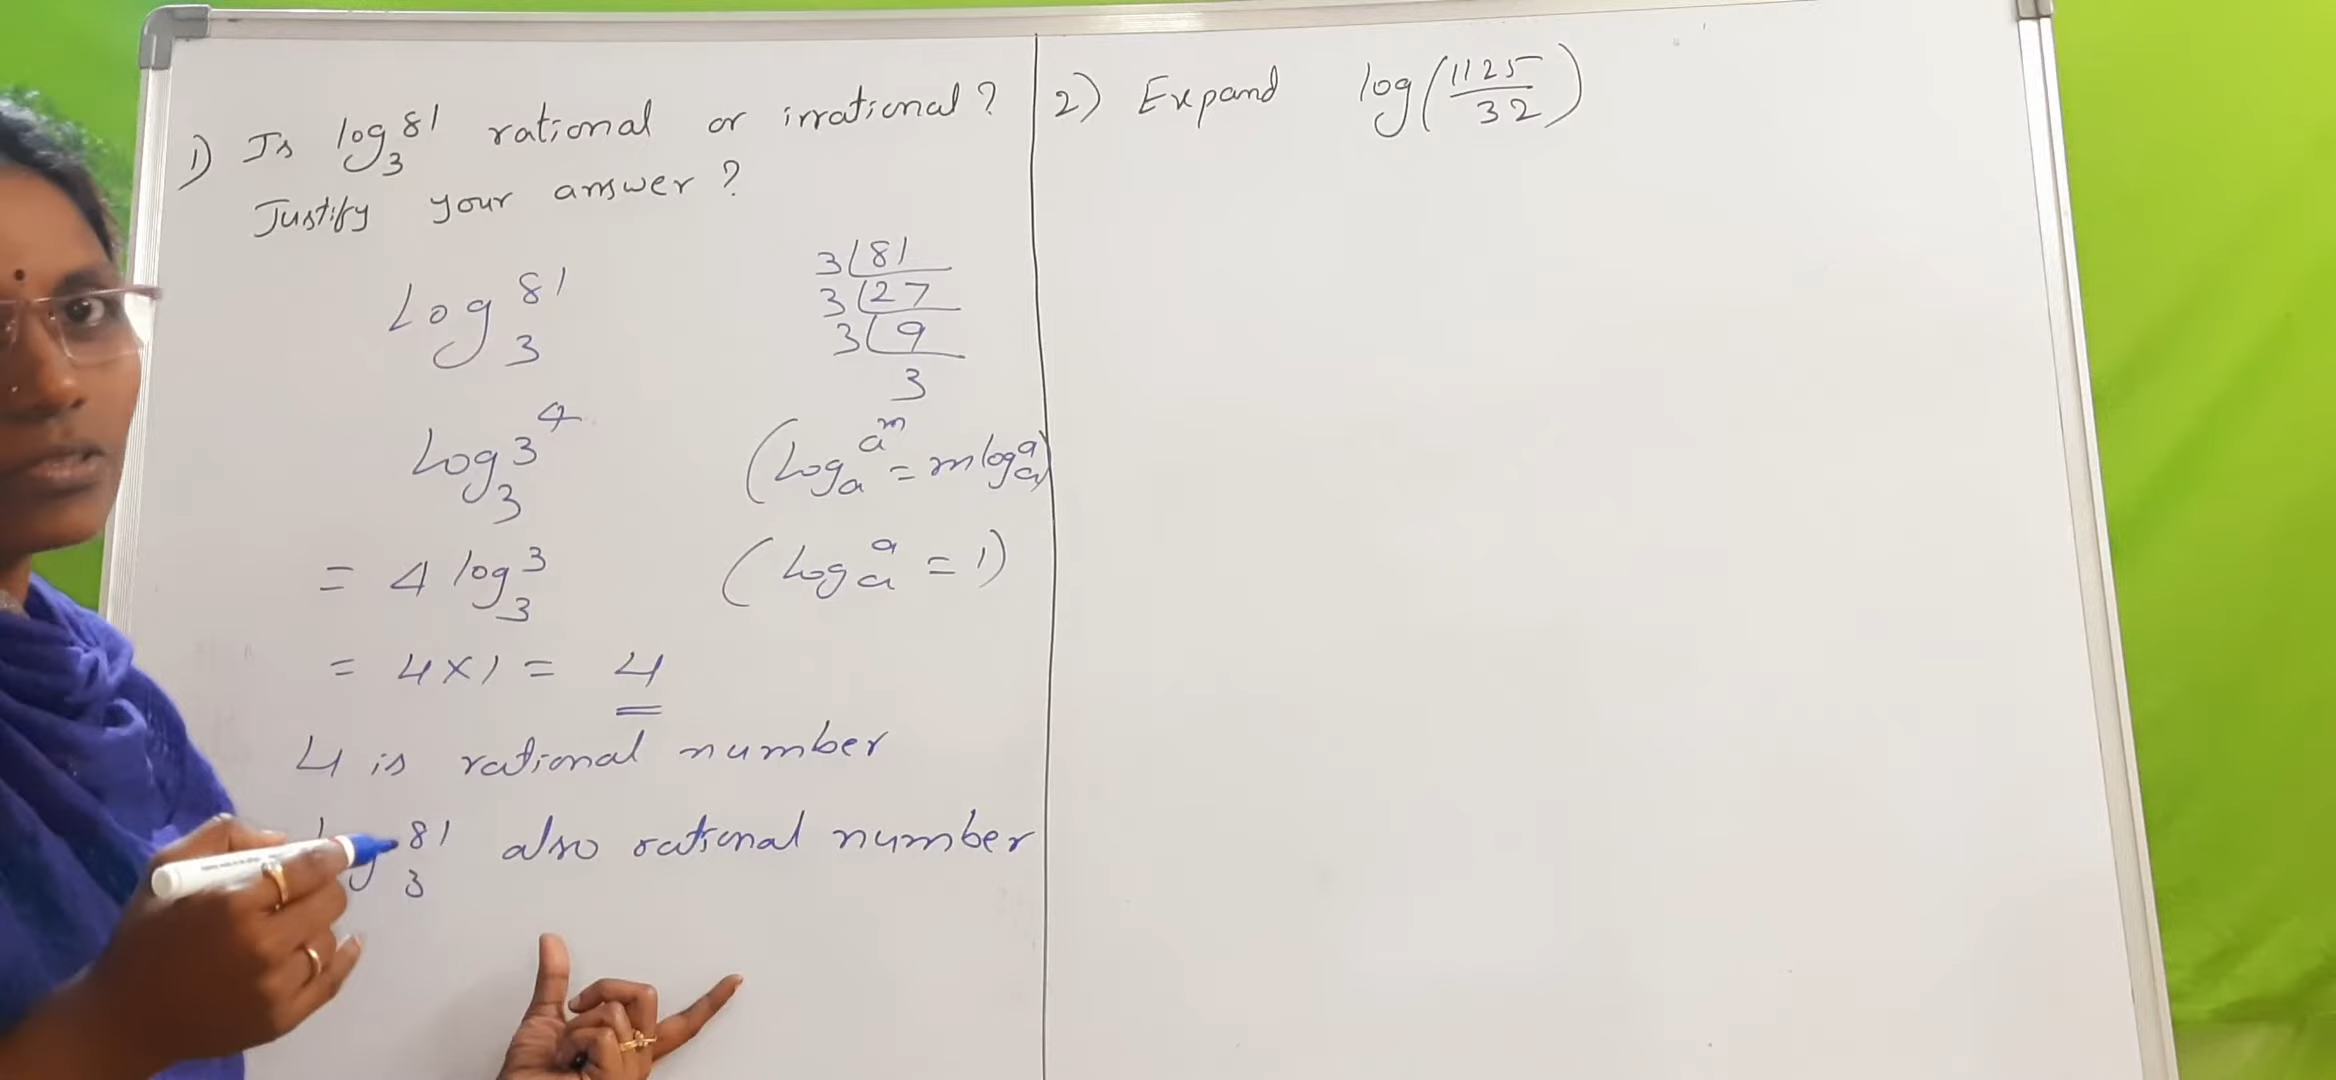 1) Is log₃81 rational or irrational?
Justify your answer?
Log₃81
3 | 81
3 | 27
3 | 9
3
Log₃3⁴
(Logₐaᵐ = m logₐa)
= 4 log₃3
(Logₐa = 1)
= 4×1 = 4
4 is rational number
81
3
also rational number
2) Expand log(1125/32)